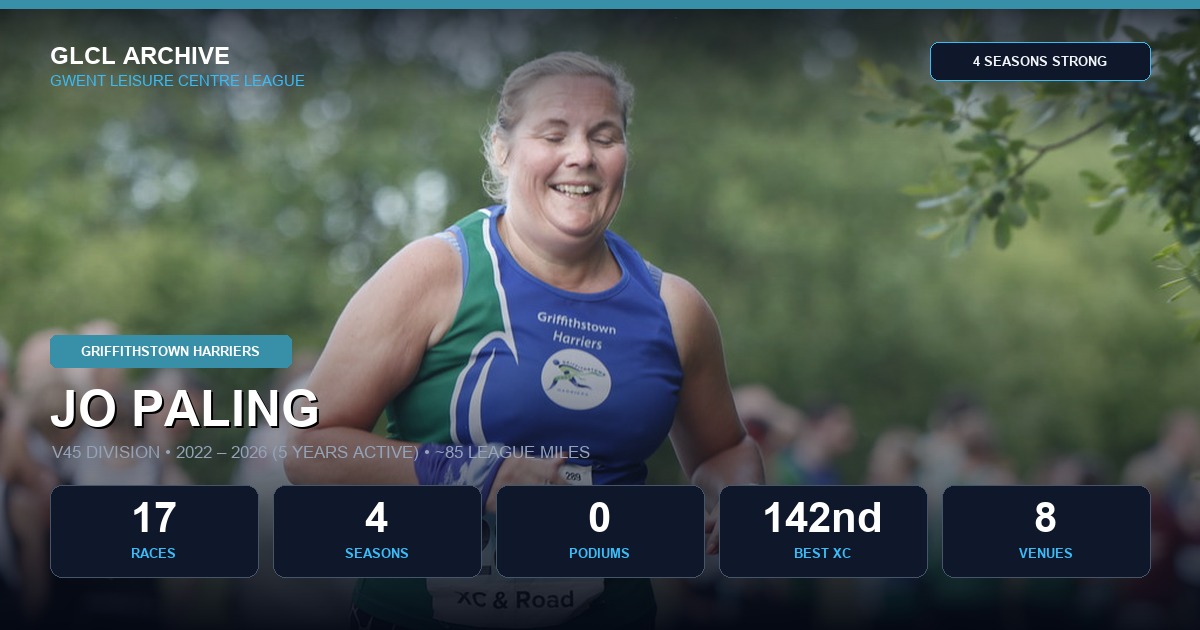 GLCL ARCHIVE
GWENT LEISURE CENTRE LEAGUE
4 SEASONS STRONG
Griffithstown
Harriers
GRIFFITHSTOWN HARRIERS
JO PALING
V45 DIVISION • 2022 – 2026 (5 YEARS ACTIVE) • ~85 LEAGUE MILES
289
17
RACES
4
SEASONS
0
PODIUMS
142nd
BEST XC
8
VENUES
XC & Road